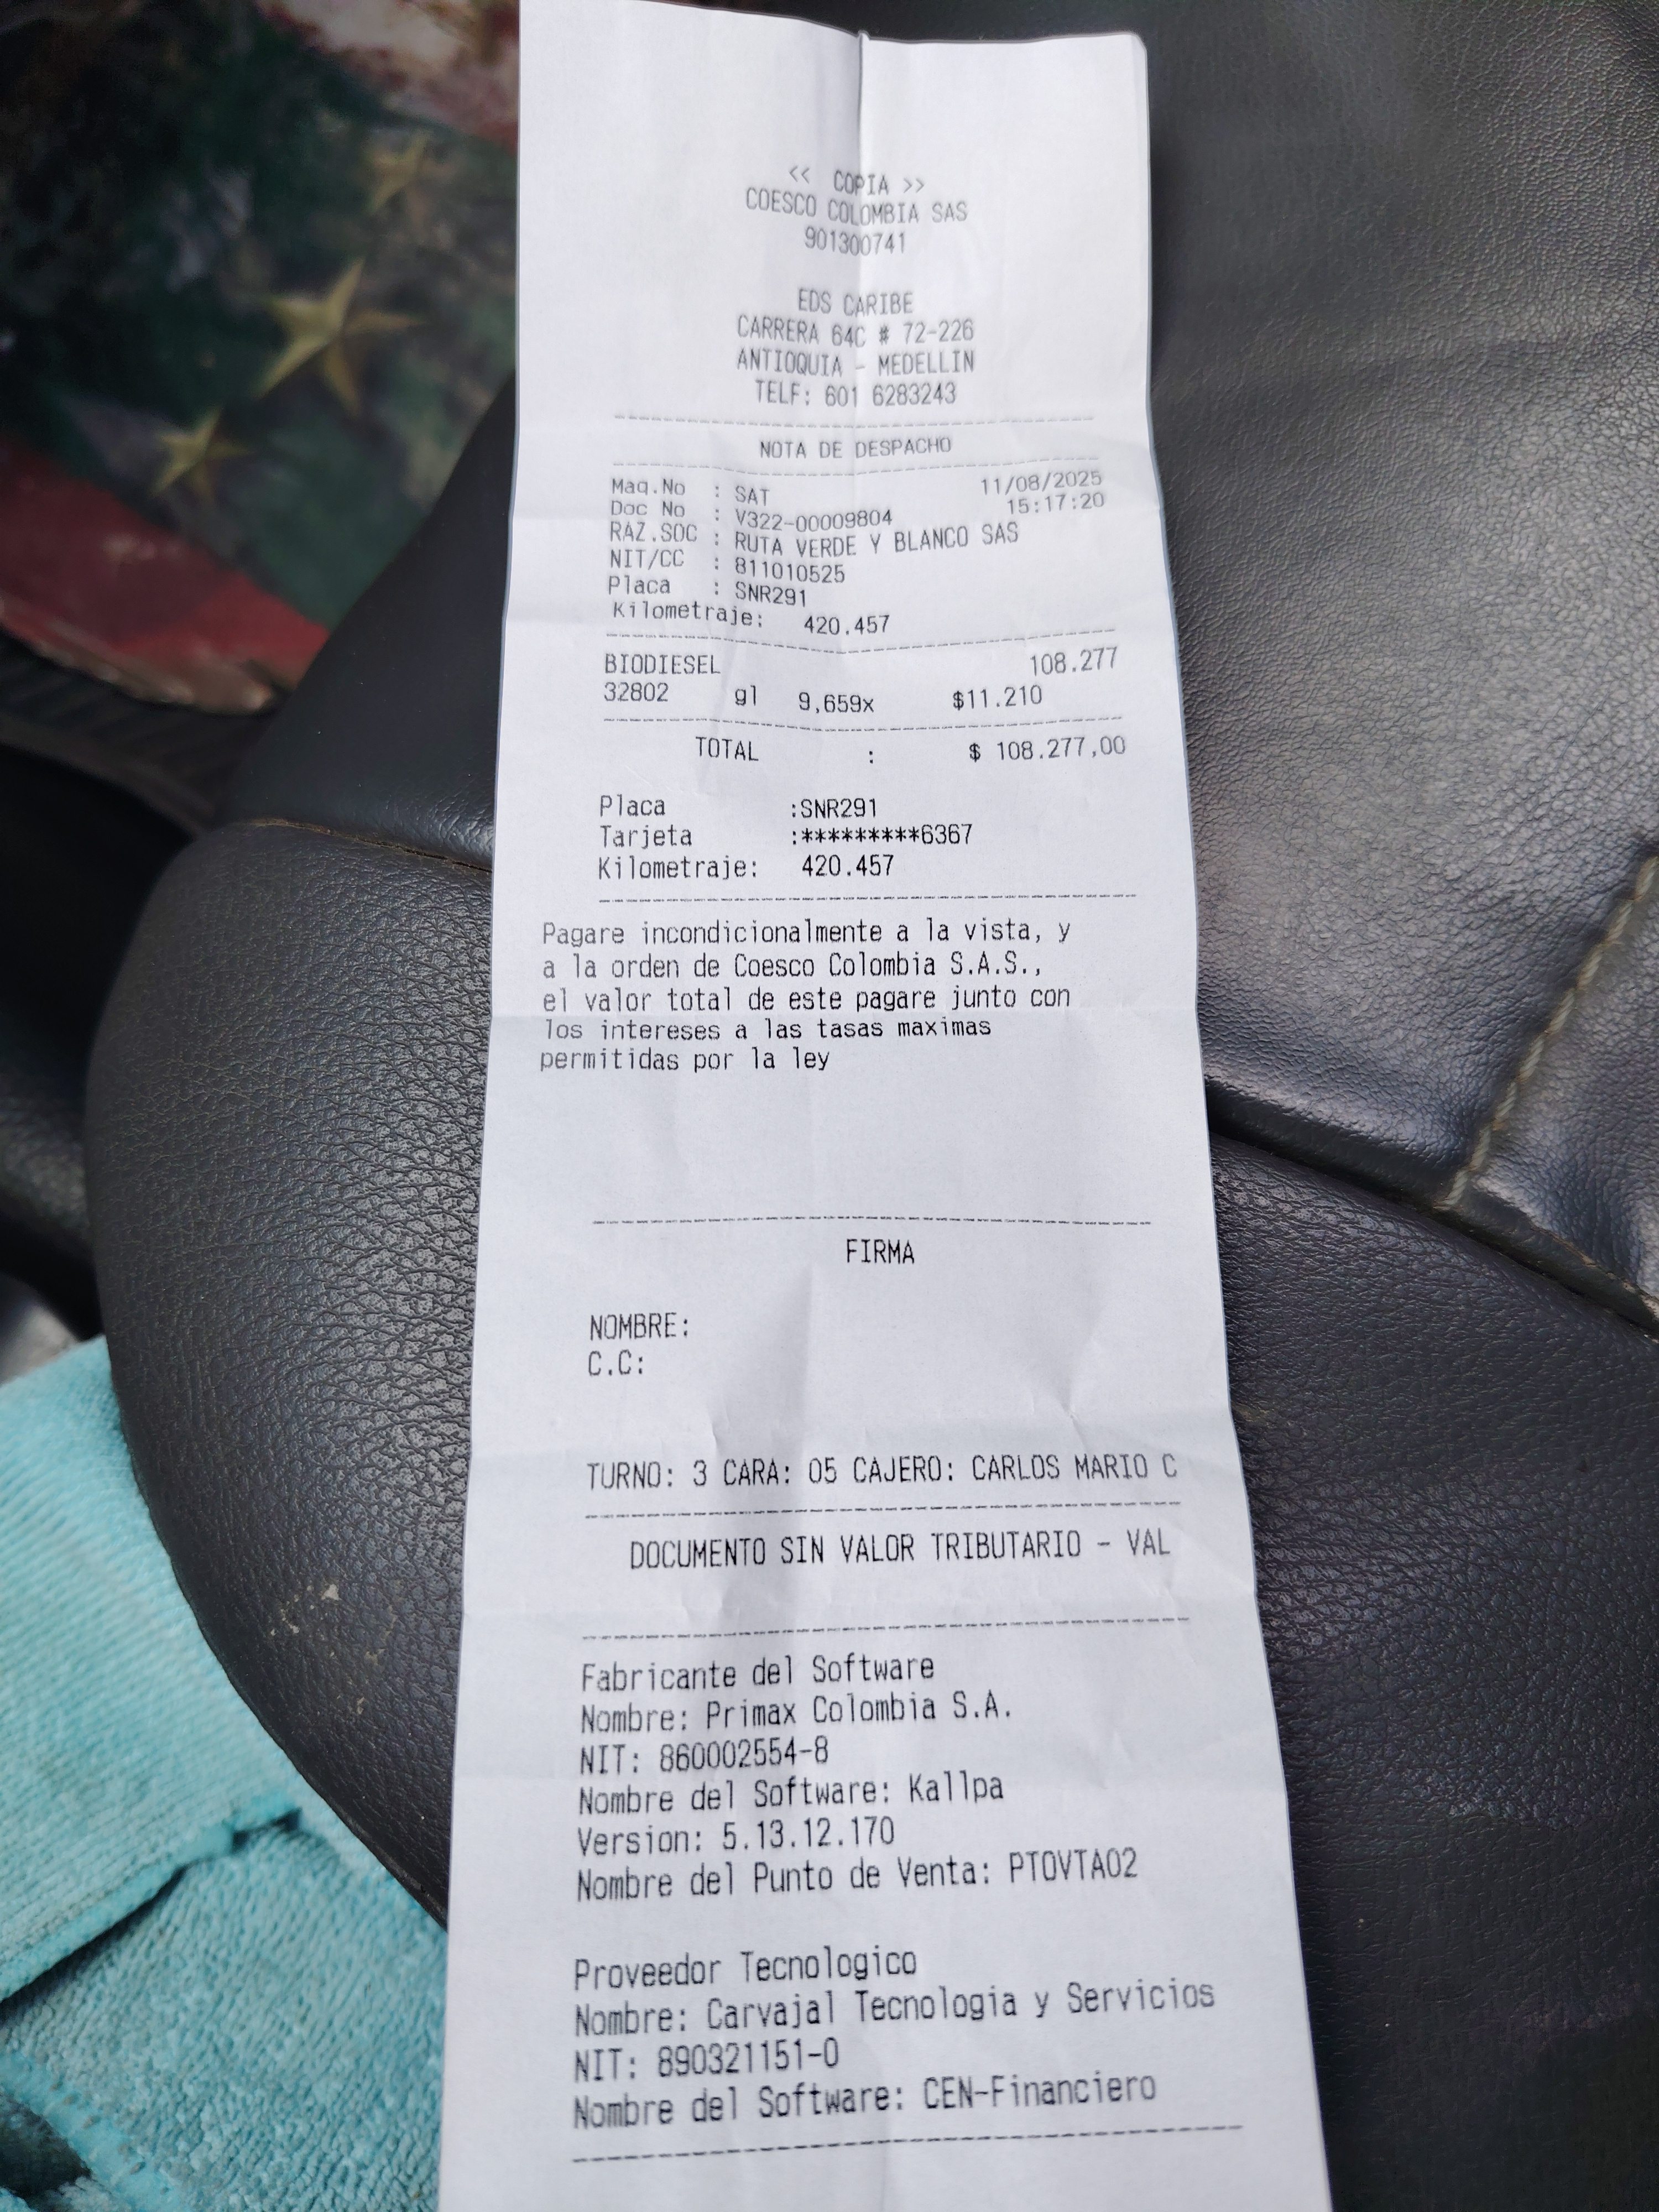 << COPIA >>
COESCO COLOMBIA SAS
901300741
EDS CARIBE
CARRERA 64C # 72-226
ANTIOQUIA - MEDELLIN
TELF: 601 6283243
NOTA DE DESPACHO
Maq.No : SAT 11/08/2025
Doc No : V322-00009804 15:17:20
RAZ.SOC : RUTA VERDE Y BLANCO SAS
NIT/CC : 811010525
Placa : SNR291
Kilometraje: 420.457
BIODIESEL 108.277
32802 gl 9,659x $11.210
TOTAL : $ 108.277,00
Placa :SNR291
Tarjeta :*********6367
Kilometraje: 420.457
Pagare incondicionalmente a la vista, y
a la orden de Coesco Colombia S.A.S.,
el valor total de este pagare junto con
los intereses a las tasas maximas
permitidas por la ley
FIRMA
NOMBRE:
C.C:
TURNO: 3 CARA: 05 CAJERO: CARLOS MARIO C
DOCUMENTO SIN VALOR TRIBUTARIO - VAL
Fabricante del Software
Nombre: Primax Colombia S.A.
NIT: 860002554-8
Nombre del Software: Kallpa
Version: 5.13.12.170
Nombre del Punto de Venta: PTOVTA02
Proveedor Tecnologico
Nombre: Carvajal Tecnologia y Servicios
NIT: 890321151-0
Nombre del Software: CEN-Financiero